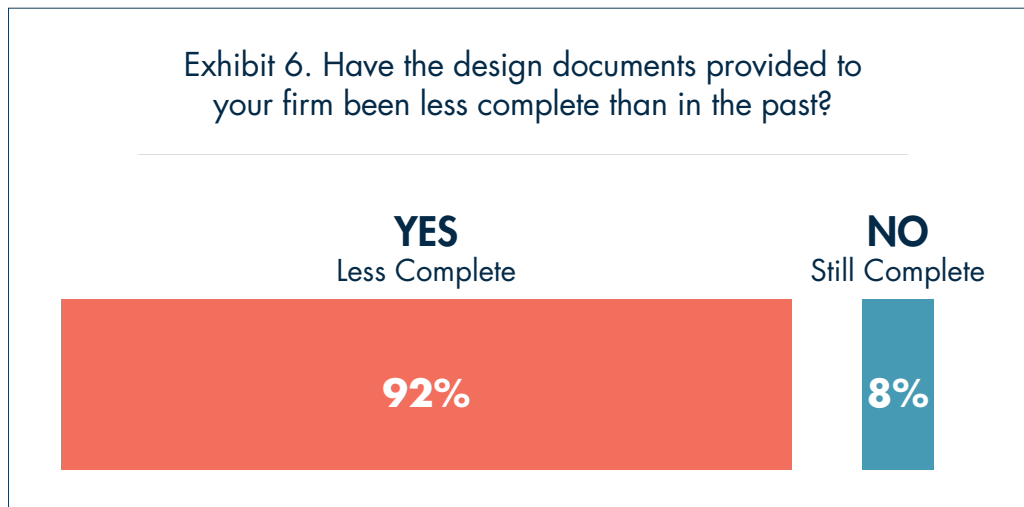 Exhibit 6. Have the design documents provided to
your firm been less complete than in the past?
YES
Less Complete
NO
Still Complete
92%
8%